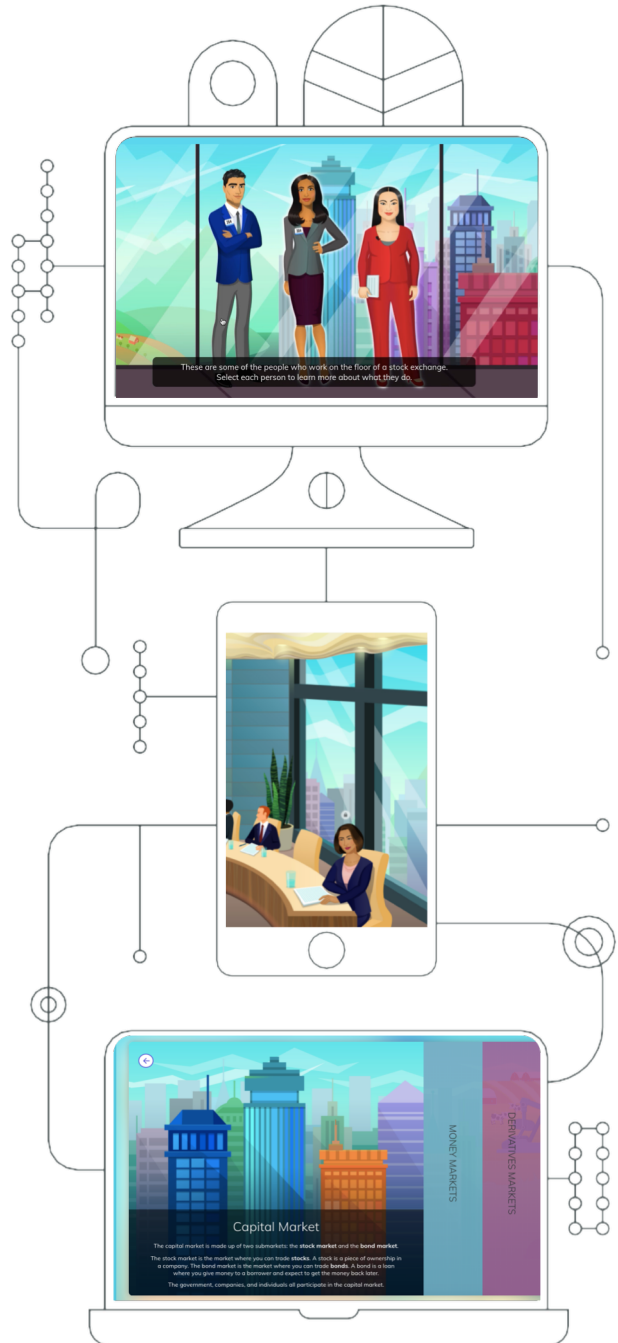 These are some of the people who work on the floor of a stock exchange.
Select each person to learn more about what they do.
MONEY MARKETS
DERIVATIVES MARKETS
Capital Market
The capital market is made up of two submarkets: the stock market and the bond market.
The stock market is the market where you can trade stocks. A stock is a piece of ownership in
a company. The bond market is the market where you can trade bonds. A bond is a loan
where you give money to a borrower and expect to get the money back later.
The government, companies, and individuals all participate in the capital market.